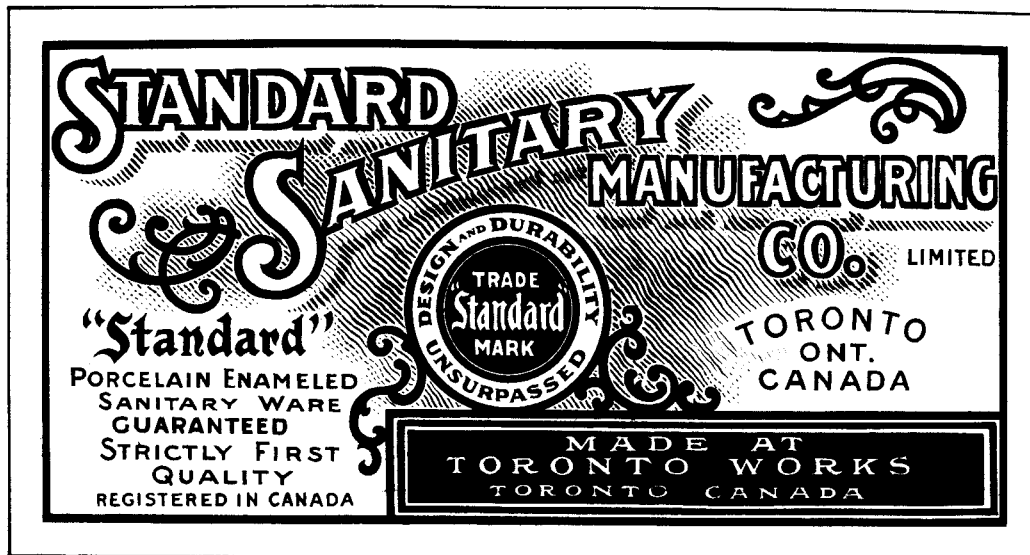 STANDARD
SANITARY
MANUFACTURING
CO.
LIMITED
TORONTO
ONT.
CANADA
DESIGN AND DURABILITY
UNSURPASSED
TRADE
"Standard"
MARK
"Standard"
PORCELAIN ENAMELED
SANITARY WARE
GUARANTEED
STRICTLY FIRST
QUALITY
REGISTERED IN CANADA
MADE AT
TORONTO WORKS
TORONTO CANADA